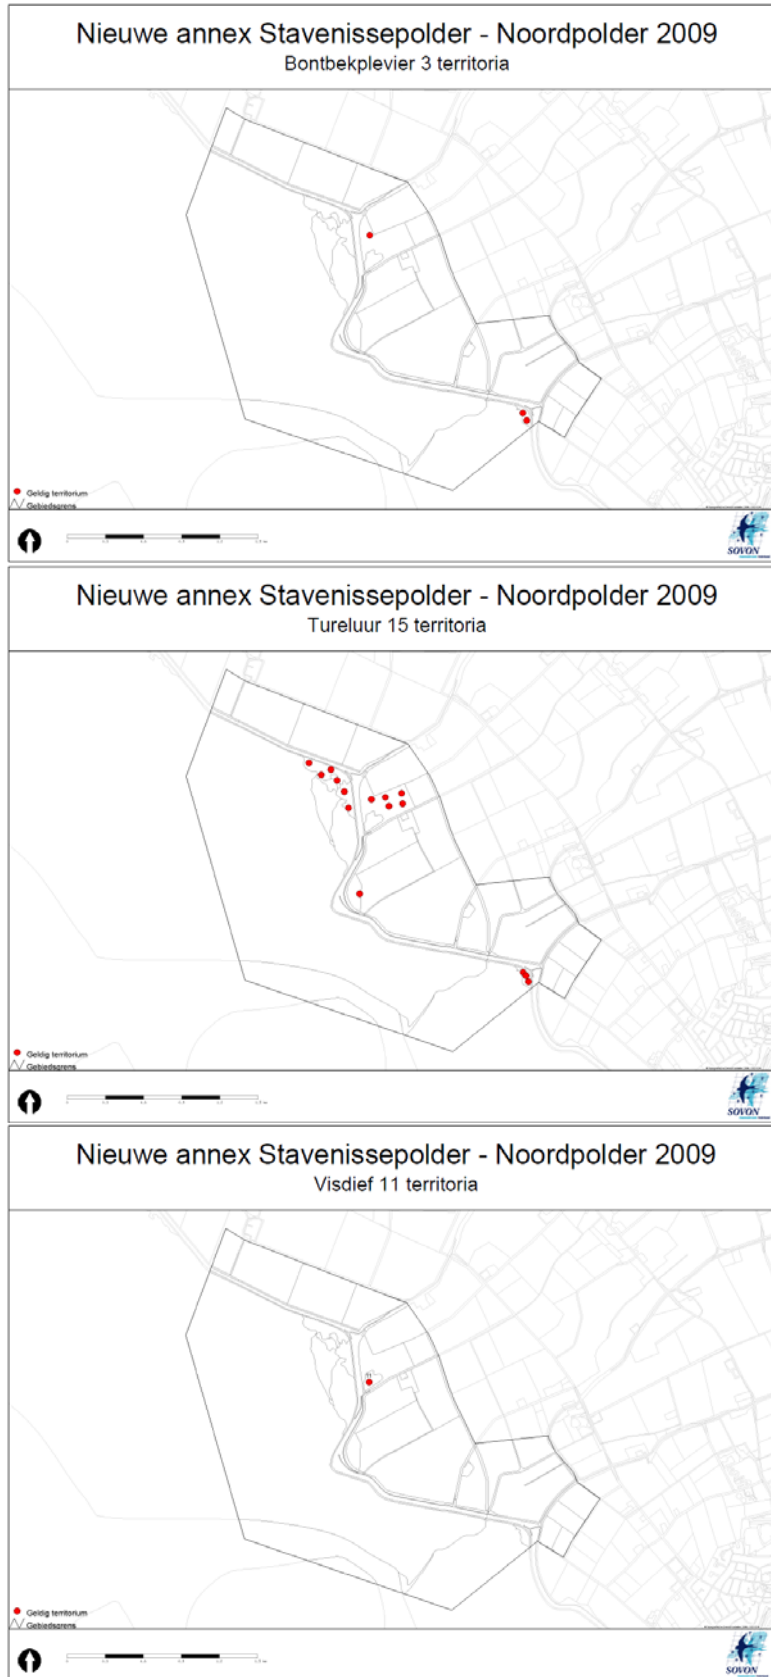 Nieuwe annex Stavenissepolder - Noordpolder 2009
Bontbekplevier 3 territoria
Geldig territorium
Gebiedsgrens
SOVON
Nieuwe annex Stavenissepolder - Noordpolder 2009
Tureluur 15 territoria
Geldig territorium
Gebiedsgrens
SOVON
Nieuwe annex Stavenissepolder - Noordpolder 2009
Visdief 11 territoria
11
Geldig territorium
Gebiedsgrens
SOVON